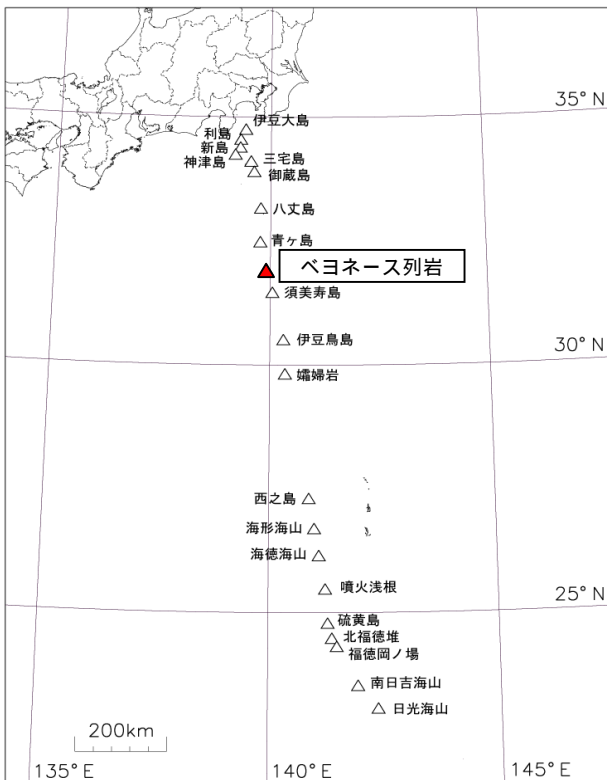 35°N
伊豆大島
利島
新島
神津島
三宅島
御蔵島
八丈島
青ヶ島
ベヨネース列岩
須美寿島
伊豆鳥島
30°N
孀婦岩
西之島
海形海山
海徳海山
噴火浅根
25°N
硫黄島
北福徳堆
福徳岡ノ場
南日吉海山
日光海山
200km
135°E
140°E
145°E